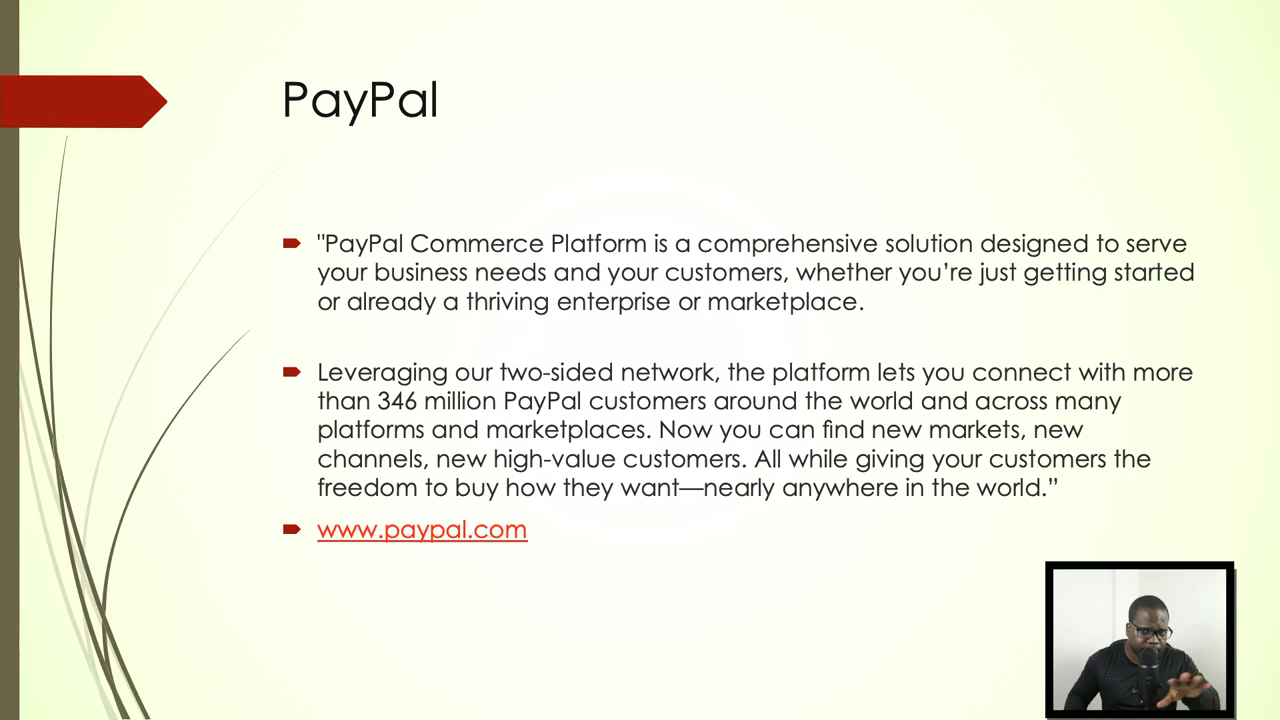 PayPal
"PayPal Commerce Platform is a comprehensive solution designed to serve
your business needs and your customers, whether you’re just getting started
or already a thriving enterprise or marketplace.
Leveraging our two-sided network, the platform lets you connect with more
than 346 million PayPal customers around the world and across many
platforms and marketplaces. Now you can find new markets, new
channels, new high-value customers. All while giving your customers the
freedom to buy how they want—nearly anywhere in the world.”
www.paypal.com